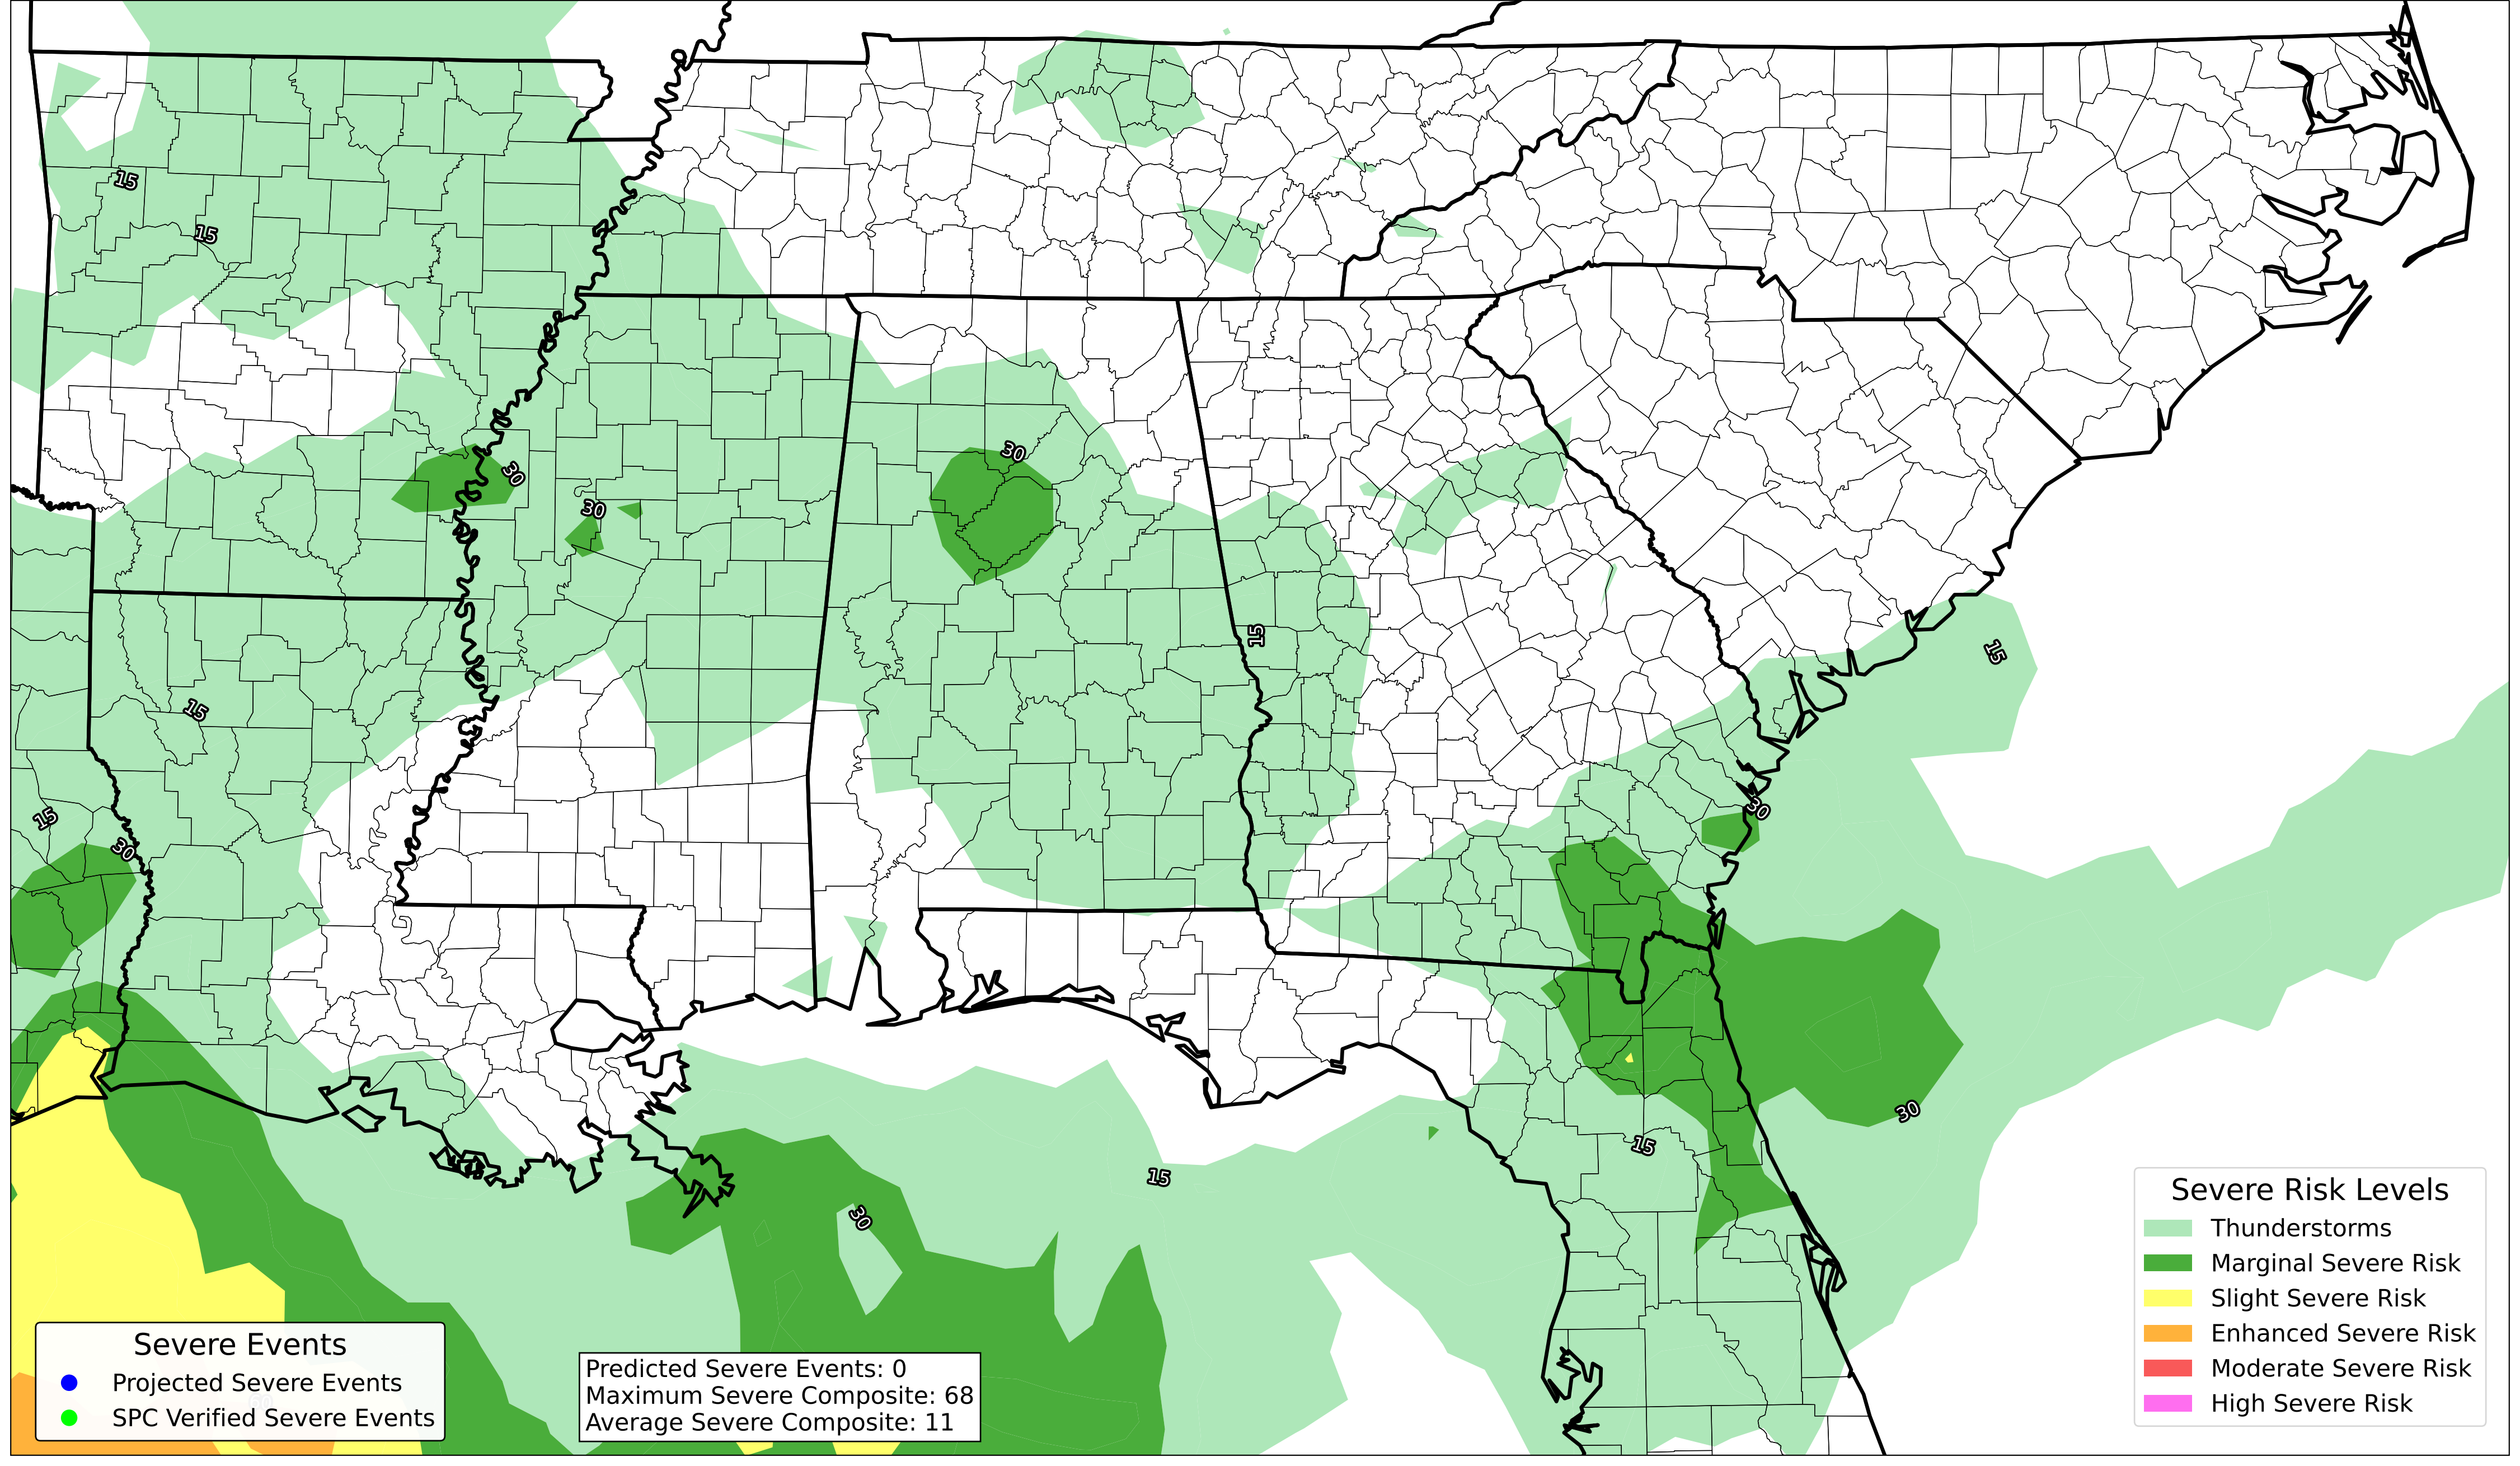 15
15
30
30
30
15
15
15
15
30
30
30
15
15
30
Severe Risk Levels
Thunderstorms
Marginal Severe Risk
Slight Severe Risk
Enhanced Severe Risk
Moderate Severe Risk
High Severe Risk
Severe Events
Projected Severe Events
SPC Verified Severe Events
Predicted Severe Events: 0
Maximum Severe Composite: 68
Average Severe Composite: 11